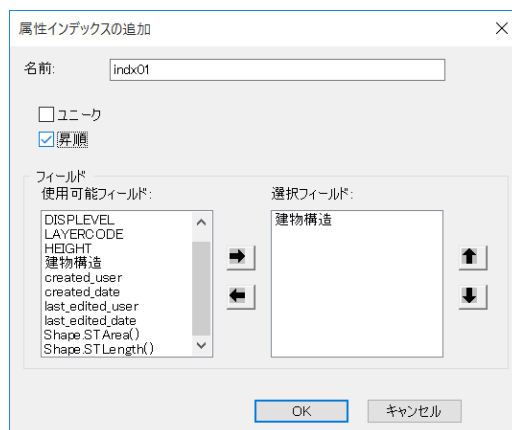 属性インデックスの追加
名前:
indx01
ユニーク
昇順
フィールド
使用可能フィールド:
DISPLEVEL
LAYERCODE
HEIGHT
建物構造
created_user
created_date
last_edited_user
last_edited_date
Shape.STArea()
Shape.STLength()
選択フィールド:
建物構造
OK
キャンセル